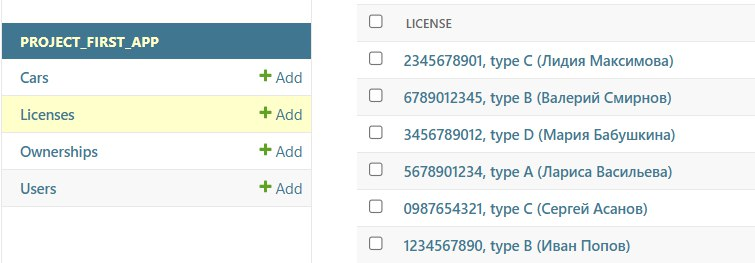 PROJECT_FIRST_APP
Cars + Add
Licenses + Add
Ownerships + Add
Users + Add
LICENSE
2345678901, type C (Лидия Максимова)
6789012345, type B (Валерий Смирнов)
3456789012, type D (Мария Бабушкина)
5678901234, type A (Лариса Васильева)
0987654321, type C (Сергей Асанов)
1234567890, type B (Иван Попов)